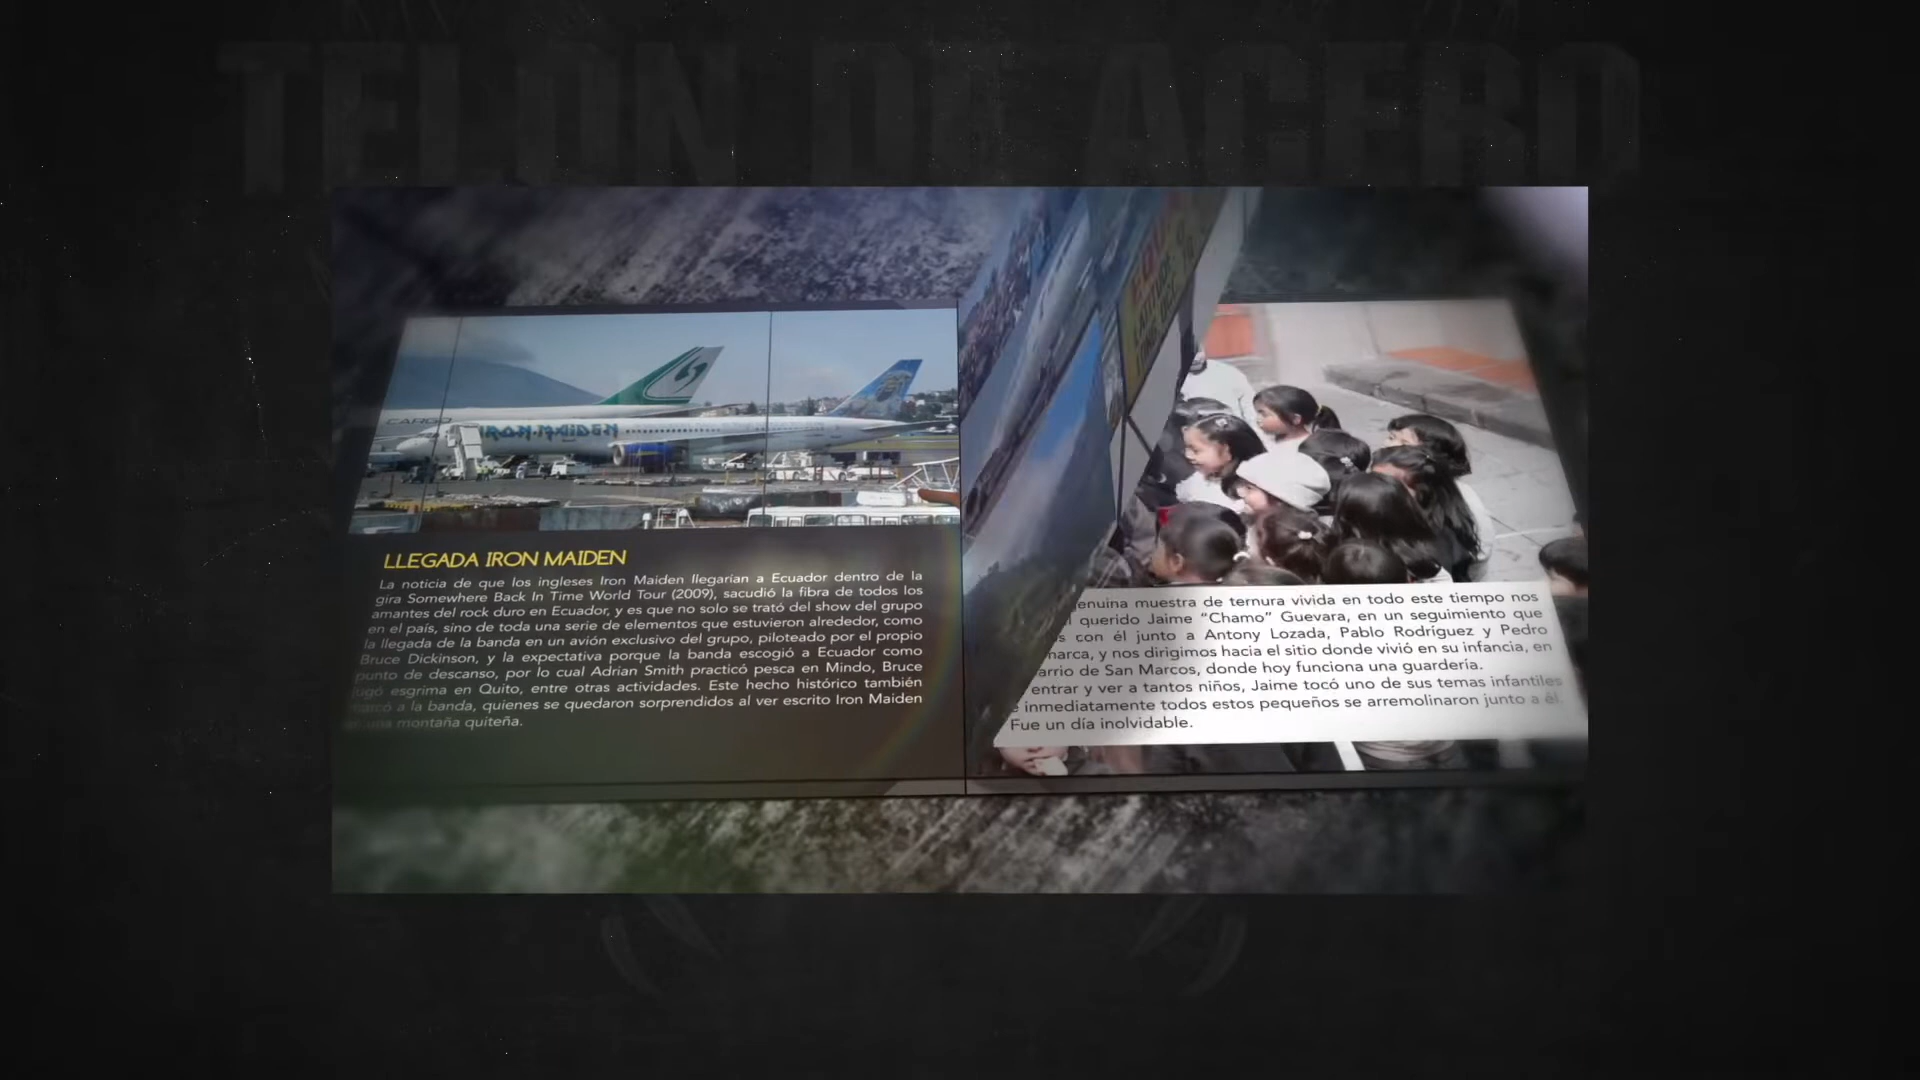 TELÓN DE ACERO
CARGO
IRON MAIDEN
LLEGADA IRON MAIDEN
La noticia de que los ingleses Iron Maiden llegarían a Ecuador dentro de la
gira Somewhere Back In Time World Tour (2009), sacudió la fibra de todos los
amantes del rock duro en Ecuador, y es que no solo se trató del show del grupo
en el país, sino de toda una serie de elementos que estuvieron alrededor, como
la llegada de la banda en un avión exclusivo del grupo, piloteado por el propio
Bruce Dickinson, y la expectativa porque la banda escogió a Ecuador como
punto de descanso, por lo cual Adrian Smith practicó pesca en Mindo, Bruce
jugó esgrima en Quito, entre otras actividades. Este hecho histórico también
marcó a la banda, quienes se quedaron sorprendidos al ver escrito Iron Maiden
una montaña quiteña.
enuina muestra de ternura vivida en todo este tiempo nos
querido Jaime “Chamo” Guevara, en un seguimiento que
con él junto a Antony Lozada, Pablo Rodríguez y Pedro
marca, y nos dirigimos hacia el sitio donde vivió en su infancia, en
arrio de San Marcos, donde hoy funciona una guardería.
entrar y ver a tantos niños, Jaime tocó uno de sus temas infantiles
e inmediatamente todos estos pequeños se arremolinaron junto a él.
Fue un día inolvidable.